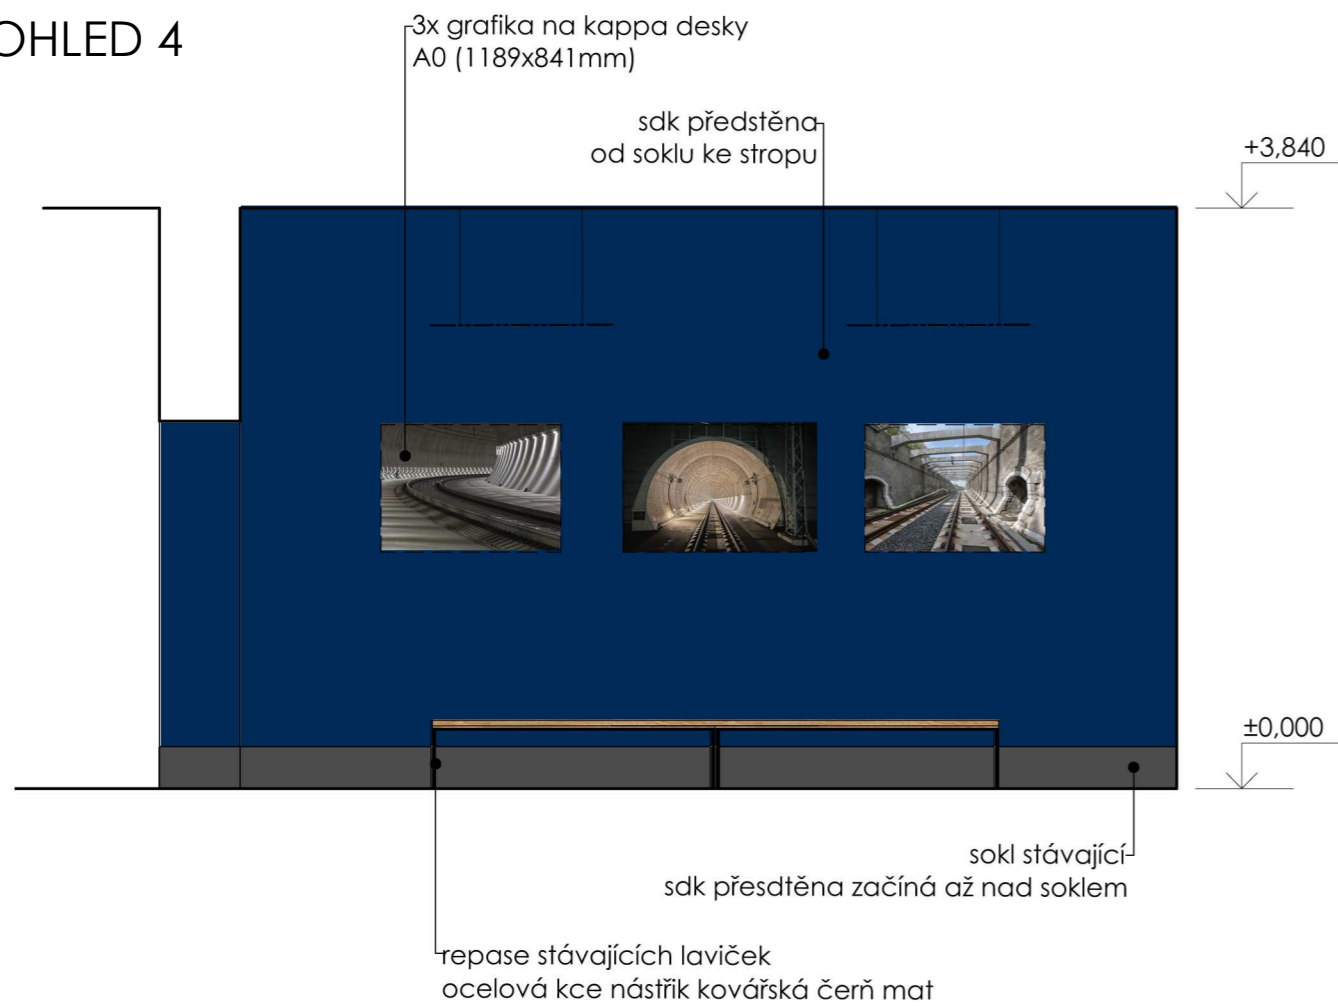 OHLED 4
3x grafika na kappa desky
A0 (1189x841mm)
sdk předstěna
od soklu ke stropu
+3,840
±0,000
sokl stávající
sdk přesdtěna začíná až nad soklem
repase stávajících laviček
ocelová kce nástřik kovářská čerň mat